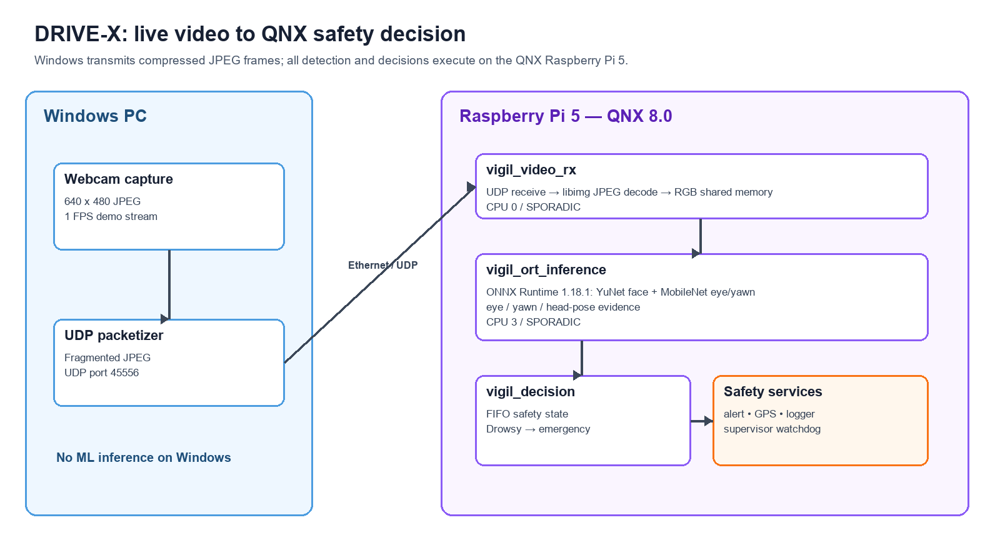 DRIVE-X: live video to QNX safety decision
Windows transmits compressed JPEG frames; all detection and decisions execute on the QNX Raspberry Pi 5.
Windows PC
Webcam capture
640 x 480 JPEG
1 FPS demo stream
UDP packetizer
Fragmented JPEG
UDP port 45556
No ML inference on Windows
Ethernet / UDP
Raspberry Pi 5 — QNX 8.0
vigil_video_rx
UDP receive → libimg JPEG decode → RGB shared memory
CPU 0 / SPORADIC
vigil_ort_inference
ONNX Runtime 1.18.1: YuNet face + MobileNet eye/yawn
eye / yawn / head-pose evidence
CPU 3 / SPORADIC
vigil_decision
FIFO safety state
Drowsy → emergency
Safety services
alert • GPS • logger
supervisor watchdog